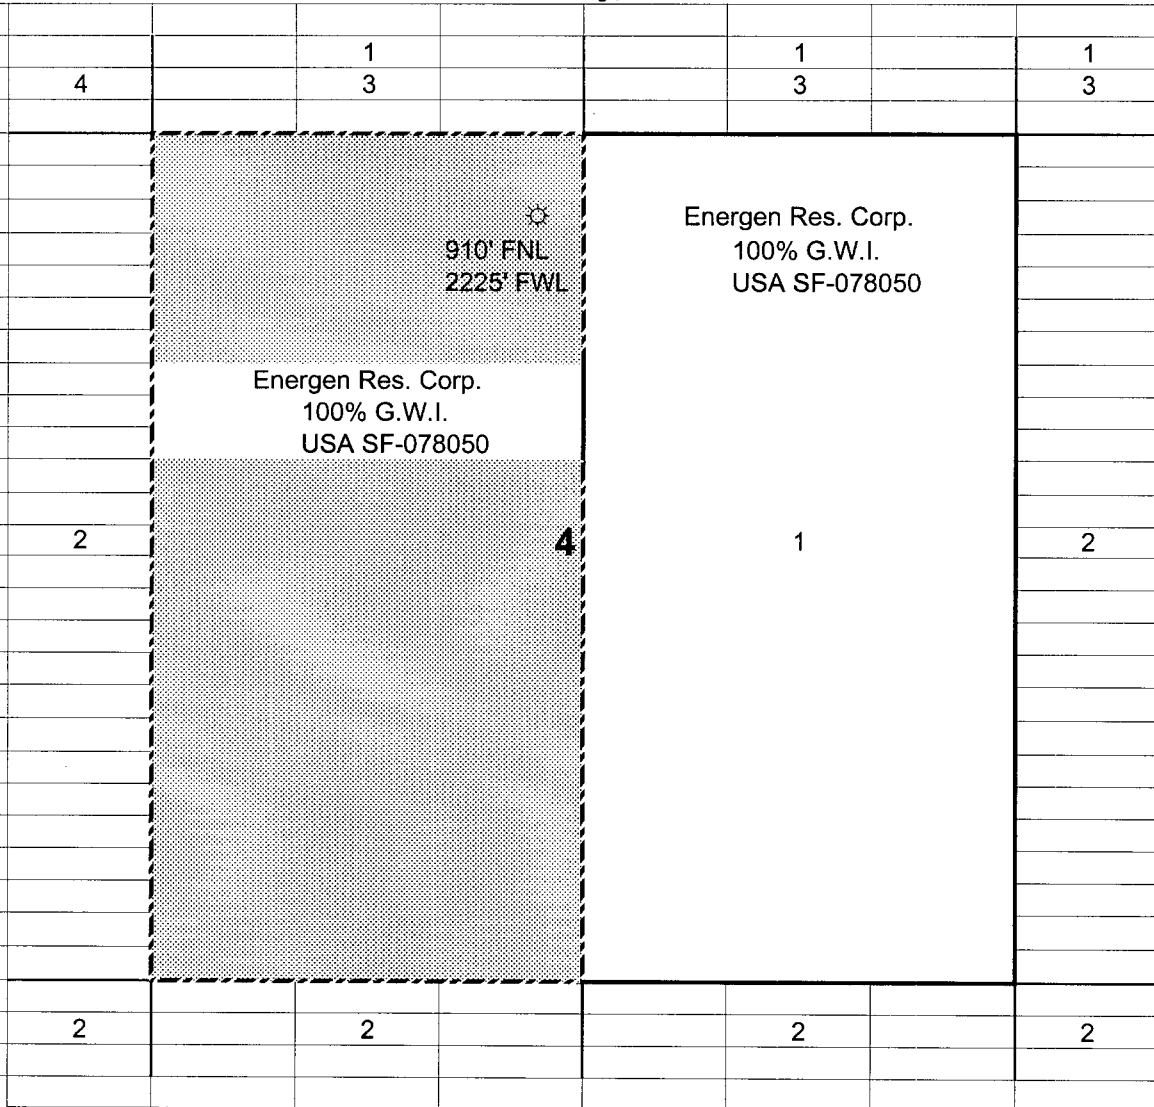 1 1 1
4 3 3 3
910' FNL
2225' FWL
Energen Res. Corp.
100% G.W.I.
USA SF-078050
Energen Res. Corp.
100% G.W.I.
USA SF-078050
2 4 1 2
2 2 2 2